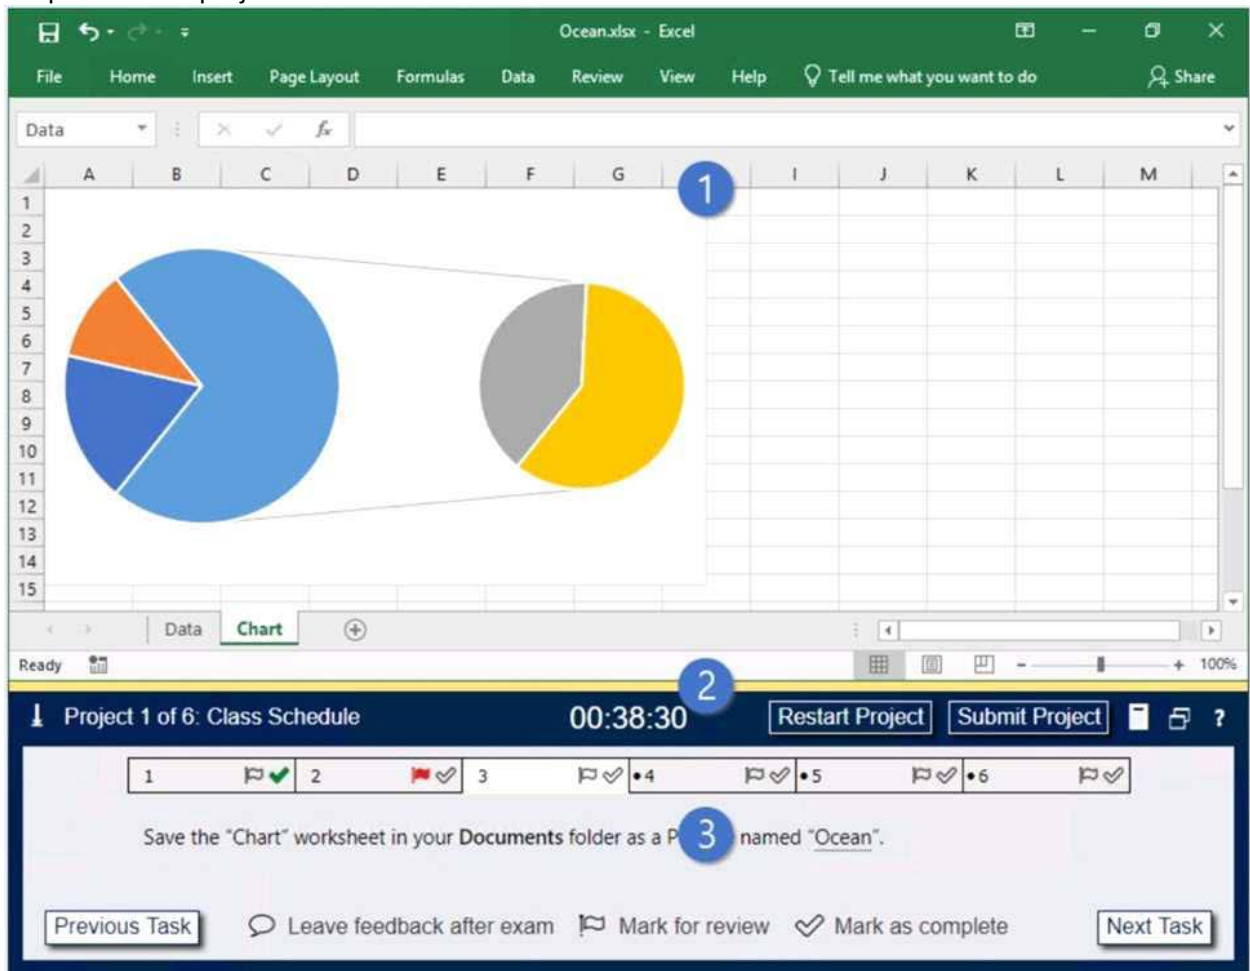 Ocean.xlsx - Excel
File Home Insert Page Layout Formulas Data Review View Help Tell me what you want to do Share
Data fx
A B C D E F G I J K L M
1
1
2
3
4
5
6
7
8
9
10
11
12
13
14
15
Data Chart
Ready 100%
2
Project 1 of 6: Class Schedule 00:38:30 Restart Project Submit Project ?
1 2 3 •4 •5 •6
Save the "Chart" worksheet in your Documents folder as a P 3 named "Ocean".
Previous Task Leave feedback after exam Mark for review Mark as complete Next Task